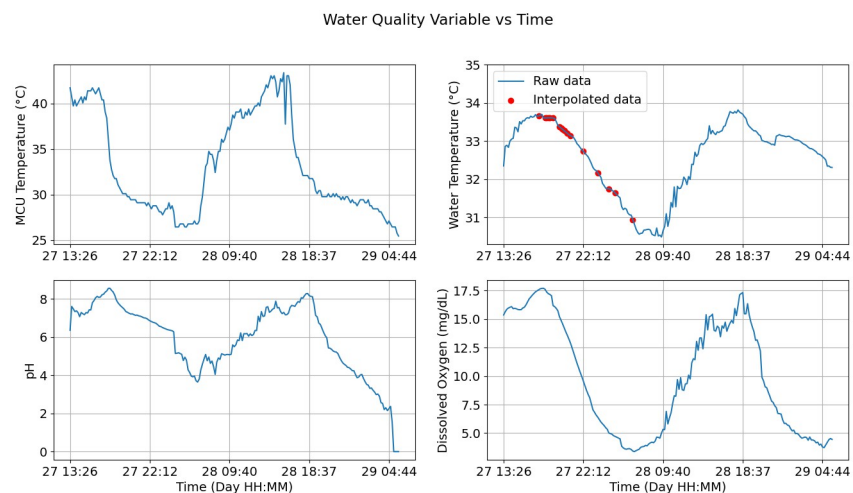 Water Quality Variable vs Time
MCU Temperature (°C)
40
35
30
25
27 13:26 27 22:12 28 09:40 28 18:37 29 04:44
Water Temperature (°C)
35
34
33
32
31
Raw data
Interpolated data
27 13:26 27 22:12 28 09:40 28 18:37 29 04:44
pH
8
6
4
2
0
27 13:26 27 22:12 28 09:40 28 18:37 29 04:44
Time (Day HH:MM)
Dissolved Oxygen (mg/dL)
17.5
15.0
12.5
10.0
7.5
5.0
27 13:26 27 22:12 28 09:40 28 18:37 29 04:44
Time (Day HH:MM)